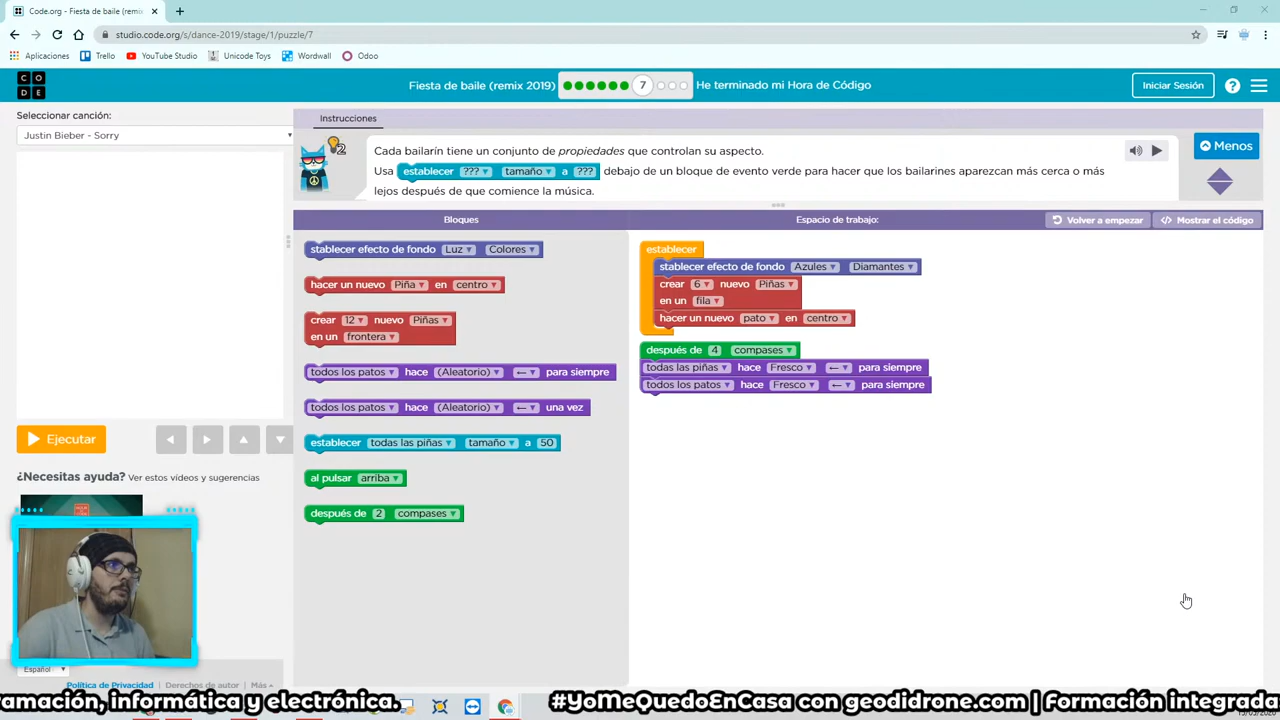 Code.org - Fiesta de baile (remix
studio.code.org/s/dance-2019/stage/1/puzzle/7
Aplicaciones Trello YouTube Studio Unicode Toys Wordwall Odoo
C O D E
Fiesta de baile (remix 2019) 7 He terminado mi Hora de Código Iniciar Sesión
Seleccionar canción:
Justin Bieber - Sorry
Instrucciones
2
Cada bailarín tiene un conjunto de propiedades que controlan su aspecto.
Usa establecer ??? tamaño a ??? debajo de un bloque de evento verde para hacer que los bailarines aparezcan más cerca o más
lejos después de que comience la música.
Menos
Bloques Espacio de trabajo: Volver a empezar Mostrar el código
stablecer efecto de fondo Luz Colores
hacer un nuevo Piña en centro
crear 12 nuevo Piñas
en un frontera
todos los patos hace (Aleatorio) ← para siempre
todos los patos hace (Aleatorio) ← una vez
establecer todas las piñas tamaño a 50
al pulsar arriba
después de 2 compases
establecer
stablecer efecto de fondo Azules Diamantes
crear 6 nuevo Piñas
en un fila
hacer un nuevo pato en centro
después de 4 compases
todas las piñas hace Fresco ← para siempre
todos los patos hace Fresco ← para siempre
Ejecutar
¿Necesitas ayuda? Ver estos vídeos y sugerencias
Español
Política de Privacidad Derechos de autor Más
amación, informática y electrónica. #YoMeQuedoEnCasa con geodidrone.com | Formación integrada